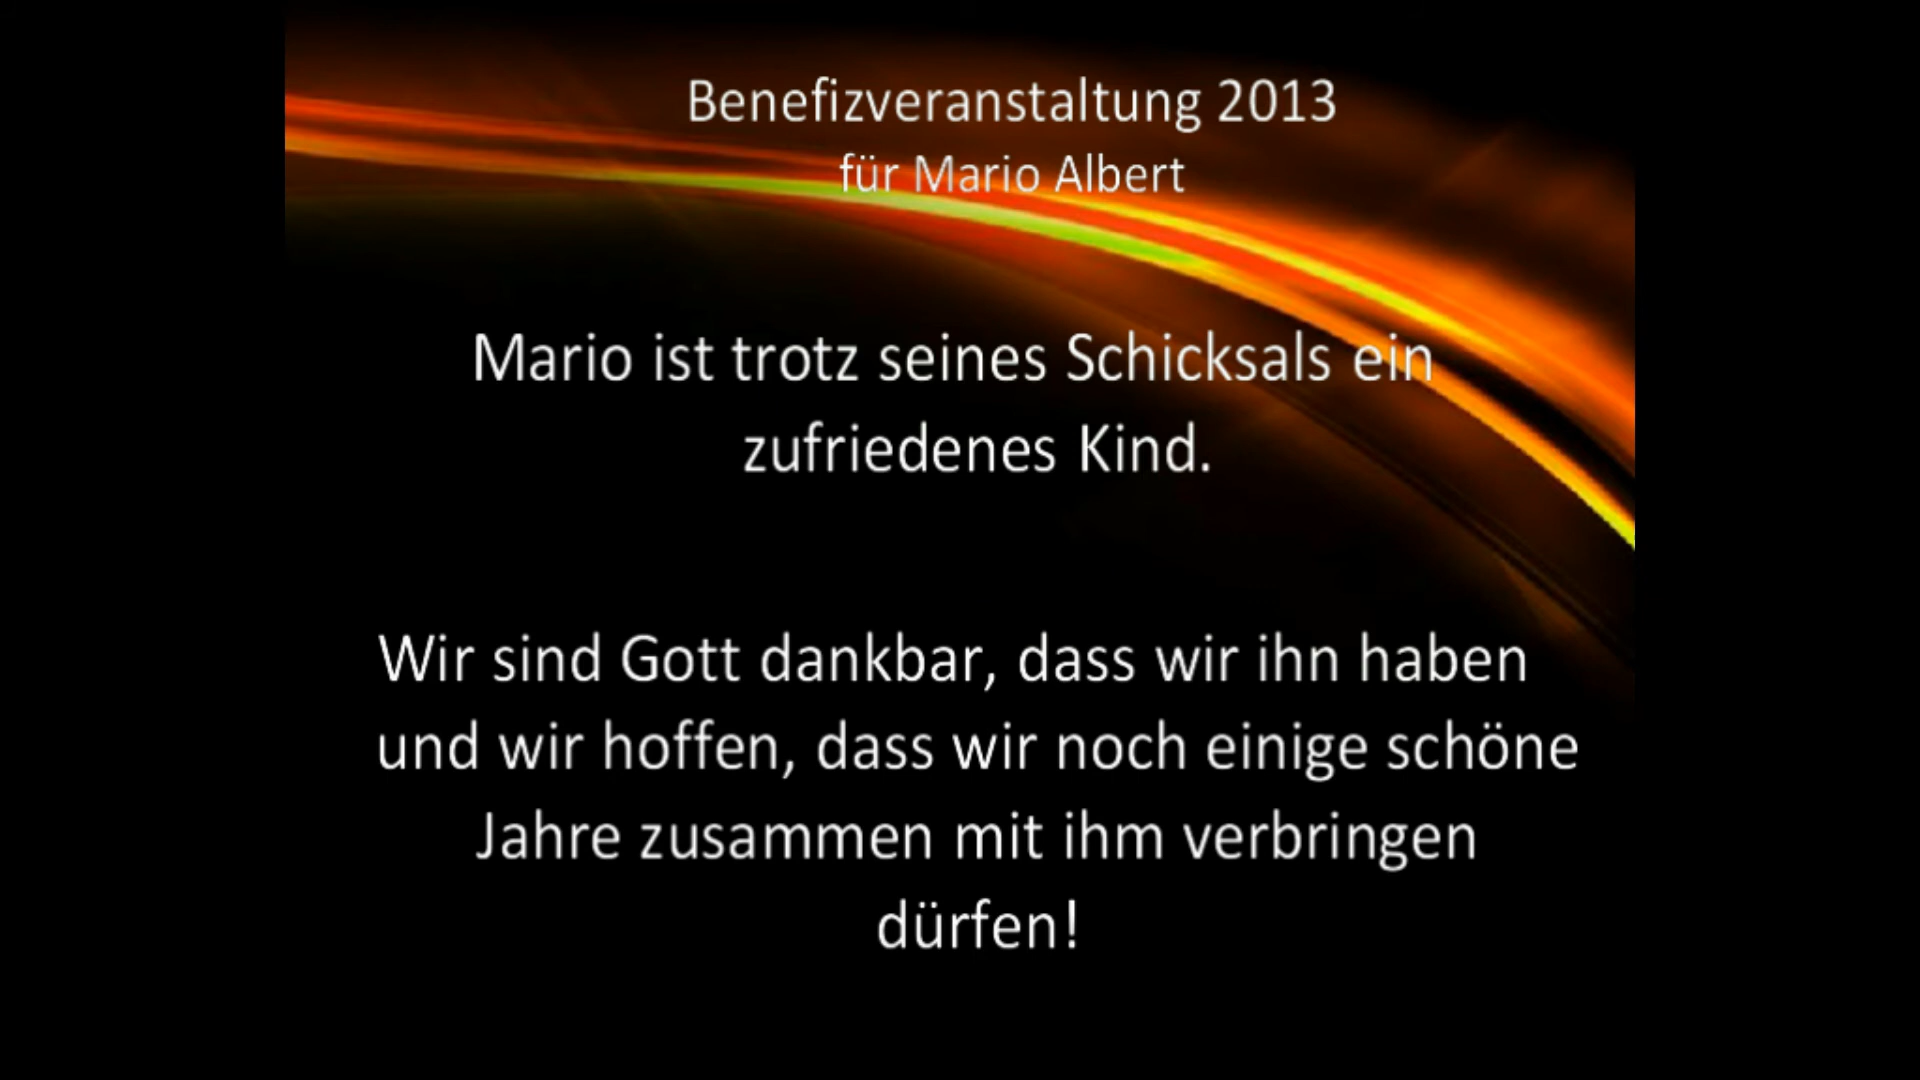 Benefizveranstaltung 2013
für Mario Albert
Mario ist trotz seines Schicksals ein
zufriedenes Kind.
Wir sind Gott dankbar, dass wir ihn haben
und wir hoffen, dass wir noch einige schöne
Jahre zusammen mit ihm verbringen
dürfen!